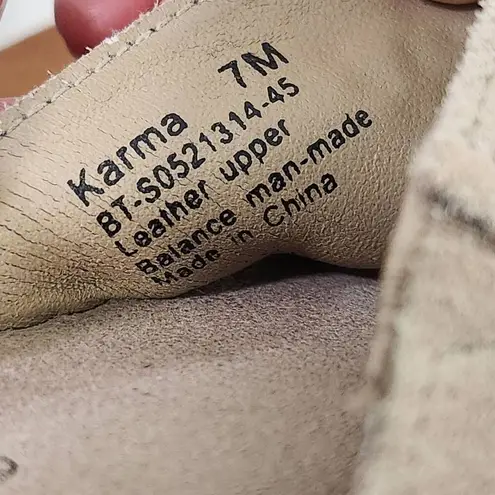 Karma 7M
BT-S0521314-45
Leather upper
Balance man-made
Made in China